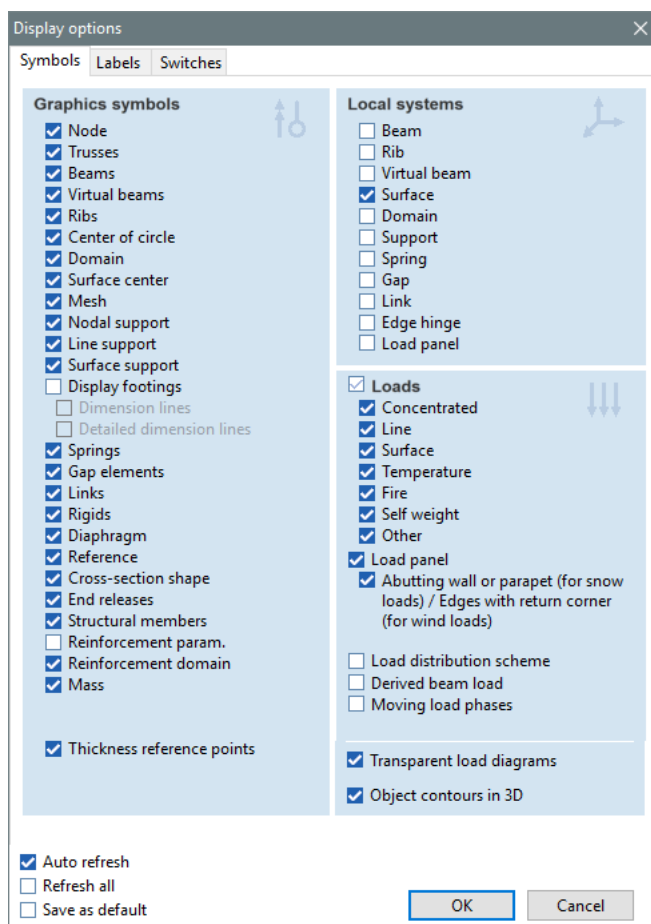 Display options
Symbols
Labels
Switches
Graphics symbols
Node
Trusses
Beams
Virtual beams
Ribs
Center of circle
Domain
Surface center
Mesh
Nodal support
Line support
Surface support
Display footings
Dimension lines
Detailed dimension lines
Springs
Gap elements
Links
Rigids
Diaphragm
Reference
Cross-section shape
End releases
Structural members
Reinforcement param.
Reinforcement domain
Mass
Thickness reference points
Local systems
Beam
Rib
Virtual beam
Surface
Domain
Support
Spring
Gap
Link
Edge hinge
Load panel
Loads
Concentrated
Line
Surface
Temperature
Fire
Self weight
Other
Load panel
Abutting wall or parapet (for snow
loads) / Edges with return corner
(for wind loads)
Load distribution scheme
Derived beam load
Moving load phases
Transparent load diagrams
Object contours in 3D
Auto refresh
Refresh all
Save as default
OK
Cancel